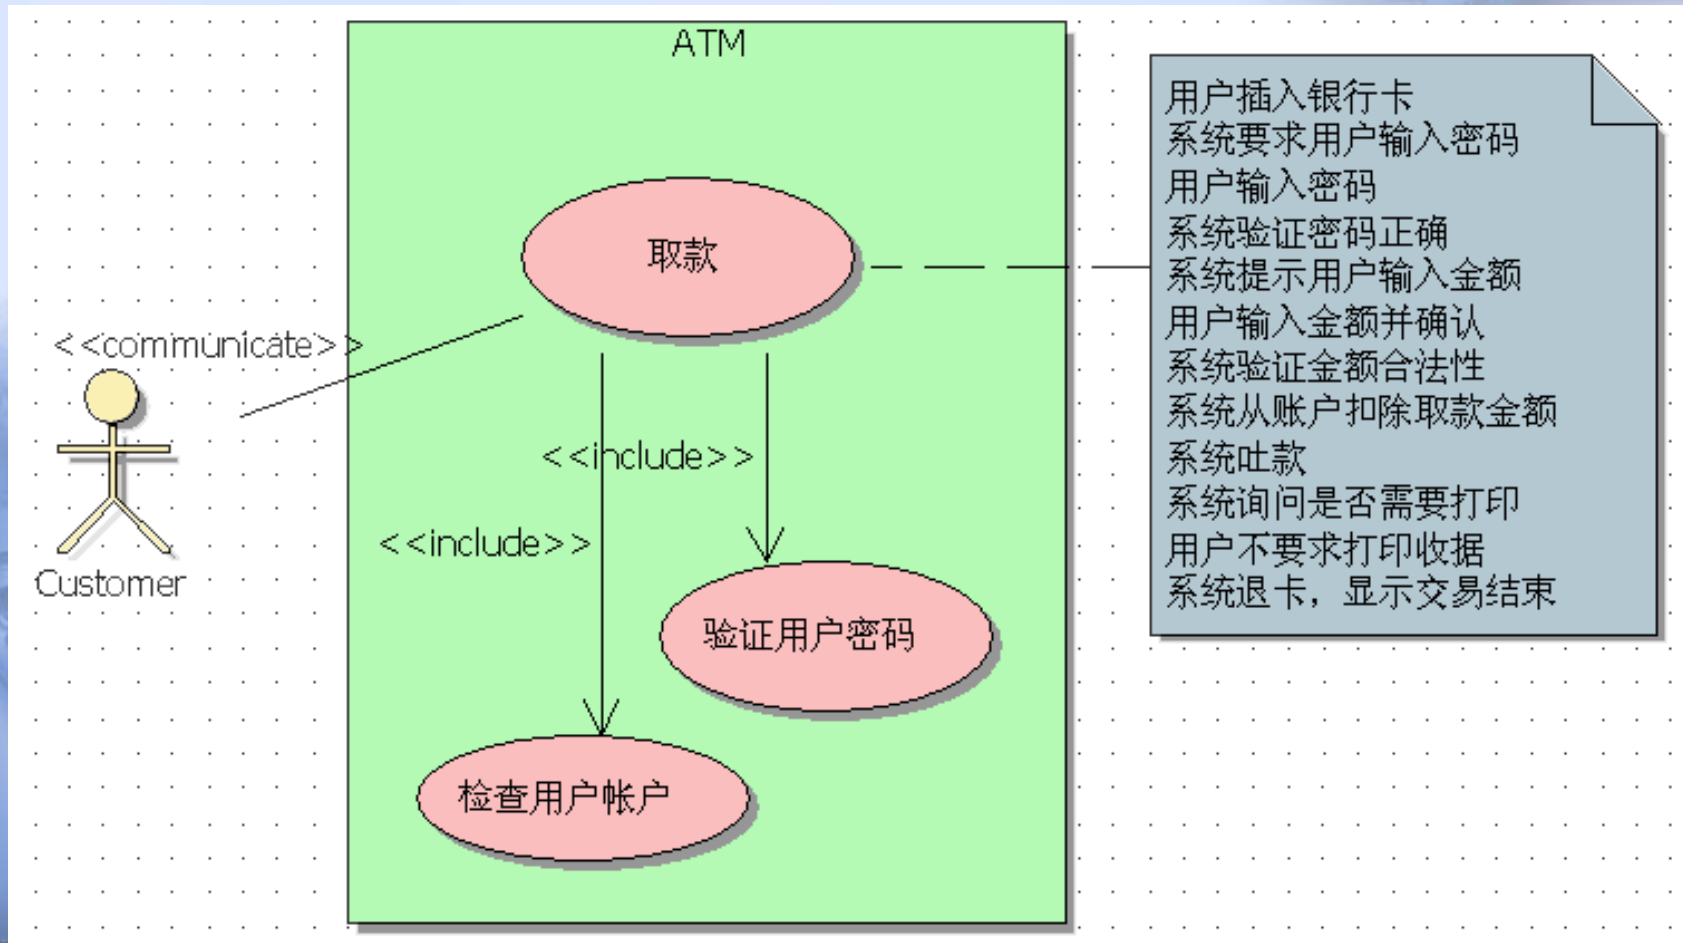 ATM
取款
<<communicate>>
Customer
<<include>>
<<include>>
验证用户密码
检查用户帐户
用户插入银行卡
系统要求用户输入密码
用户输入密码
系统验证密码正确
系统提示用户输入金额
用户输入金额并确认
系统验证金额合法性
系统从账户扣除取款金额
系统吐款
系统询问是否需要打印
用户不要求打印收据
系统退卡，显示交易结束